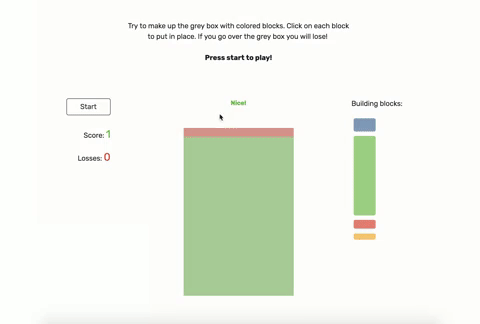 Try to make up the grey box with colored blocks. Click on each block
to put in place. If you go over the grey box you will lose!
Press start to play!
Start
Nice!
Building blocks:
Score: 1
Losses: 0